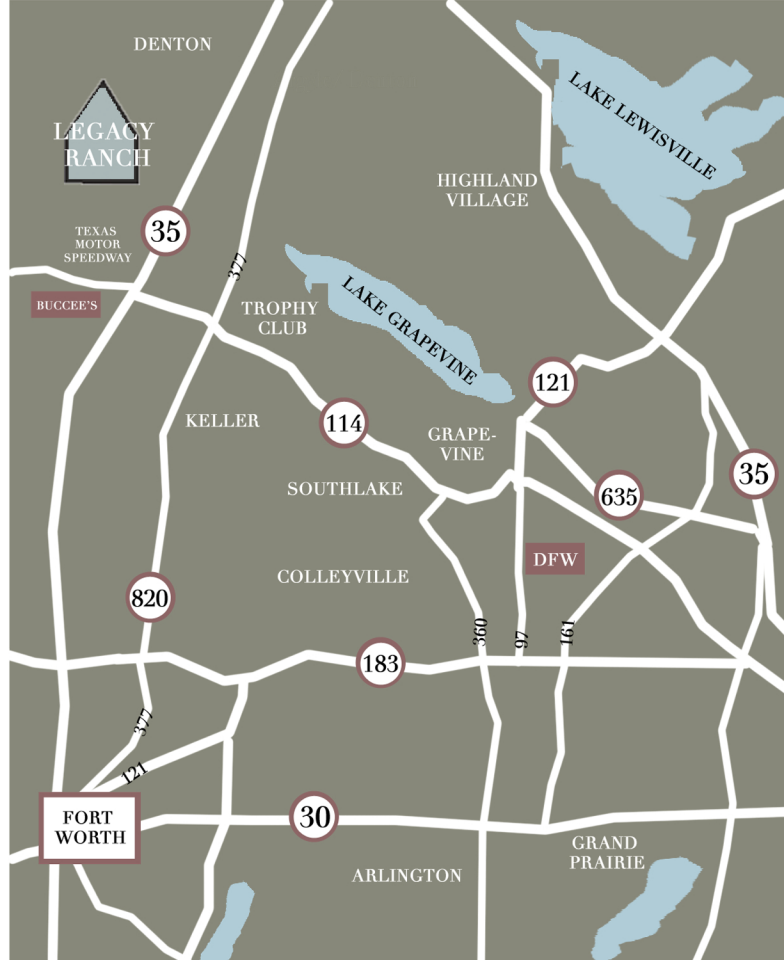 DENTON
LAKE LEWISVILLE
LEGACY
RANCH
HIGHLAND
VILLAGE
TEXAS
MOTOR
SPEEDWAY
35
377
BUCCEE'S
TROPHY
CLUB
LAKE GRAPEVINE
121
KELLER
114
GRAPE-
VINE
35
SOUTHLAKE
635
DFW
COLLEYVILLE
820
360
97
161
183
377
121
FORT
WORTH
30
GRAND
PRAIRIE
ARLINGTON